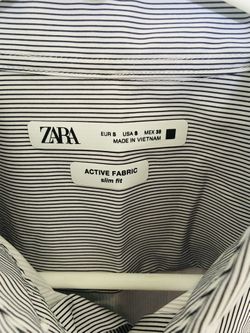 ZARA
EUR S USA S MEX 38
MADE IN VIETNAM
ACTIVE FABRIC
slim fit